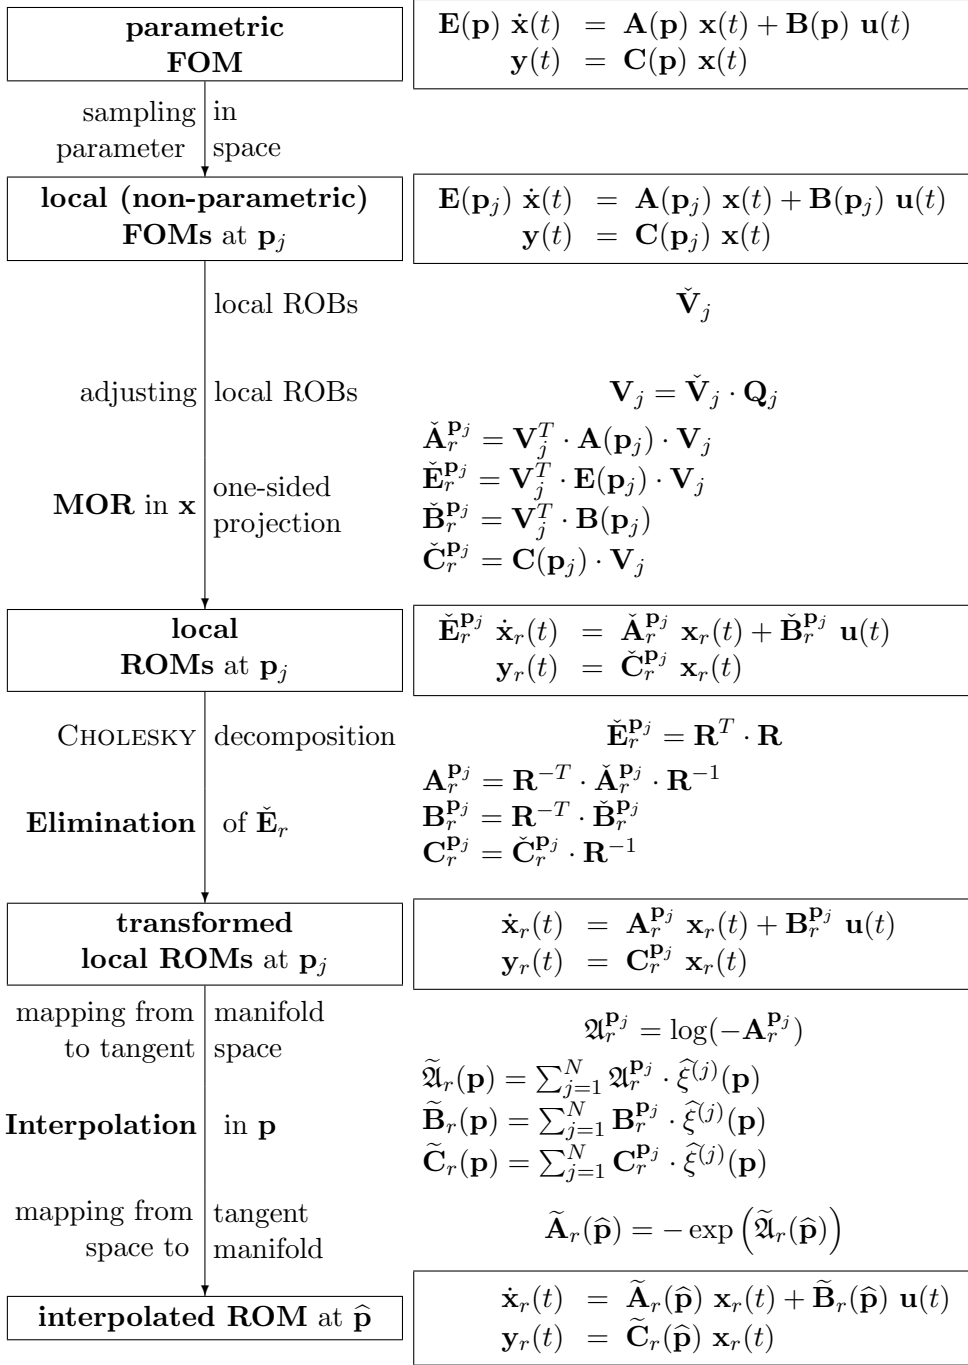 parametric
FOM
E(p) ẋ(t) = A(p) x(t) + B(p) u(t)
y(t) = C(p) x(t)
sampling in
parameter space
local (non-parametric)
FOMs at p_j
E(p_j) ẋ(t) = A(p_j) x(t) + B(p_j) u(t)
y(t) = C(p_j) x(t)
local ROBs
V̌_j
adjusting local ROBs
V_j = V̌_j · Q_j
MOR in x
one-sided
projection
Ǎ_r^{p_j} = V_j^T · A(p_j) · V_j
Ě_r^{p_j} = V_j^T · E(p_j) · V_j
B̌_r^{p_j} = V_j^T · B(p_j)
Č_r^{p_j} = C(p_j) · V_j
local
ROMs at p_j
Ě_r^{p_j} ẋ_r(t) = Ǎ_r^{p_j} x_r(t) + B̌_r^{p_j} u(t)
y_r(t) = Č_r^{p_j} x_r(t)
CHOLESKY decomposition
Ě_r^{p_j} = R^T · R
Elimination of Ě_r
A_r^{p_j} = R^{-T} · Ǎ_r^{p_j} · R^{-1}
B_r^{p_j} = R^{-T} · B̌_r^{p_j}
C_r^{p_j} = Č_r^{p_j} · R^{-1}
transformed
local ROMs at p_j
ẋ_r(t) = A_r^{p_j} x_r(t) + B_r^{p_j} u(t)
y_r(t) = C_r^{p_j} x_r(t)
mapping from manifold
to tangent space
𝔄_r^{p_j} = log(−A_r^{p_j})
Interpolation in p
𝔄̃_r(p) = ∑_{j=1}^N 𝔄_r^{p_j} · ξ̂^{(j)}(p)
B̃_r(p) = ∑_{j=1}^N B_r^{p_j} · ξ̂^{(j)}(p)
C̃_r(p) = ∑_{j=1}^N C_r^{p_j} · ξ̂^{(j)}(p)
mapping from tangent
space to manifold
Ã_r(p̂) = − exp(𝔄̃_r(p̂))
interpolated ROM at p̂
ẋ_r(t) = Ã_r(p̂) x_r(t) + B̃_r(p̂) u(t)
y_r(t) = C̃_r(p̂) x_r(t)